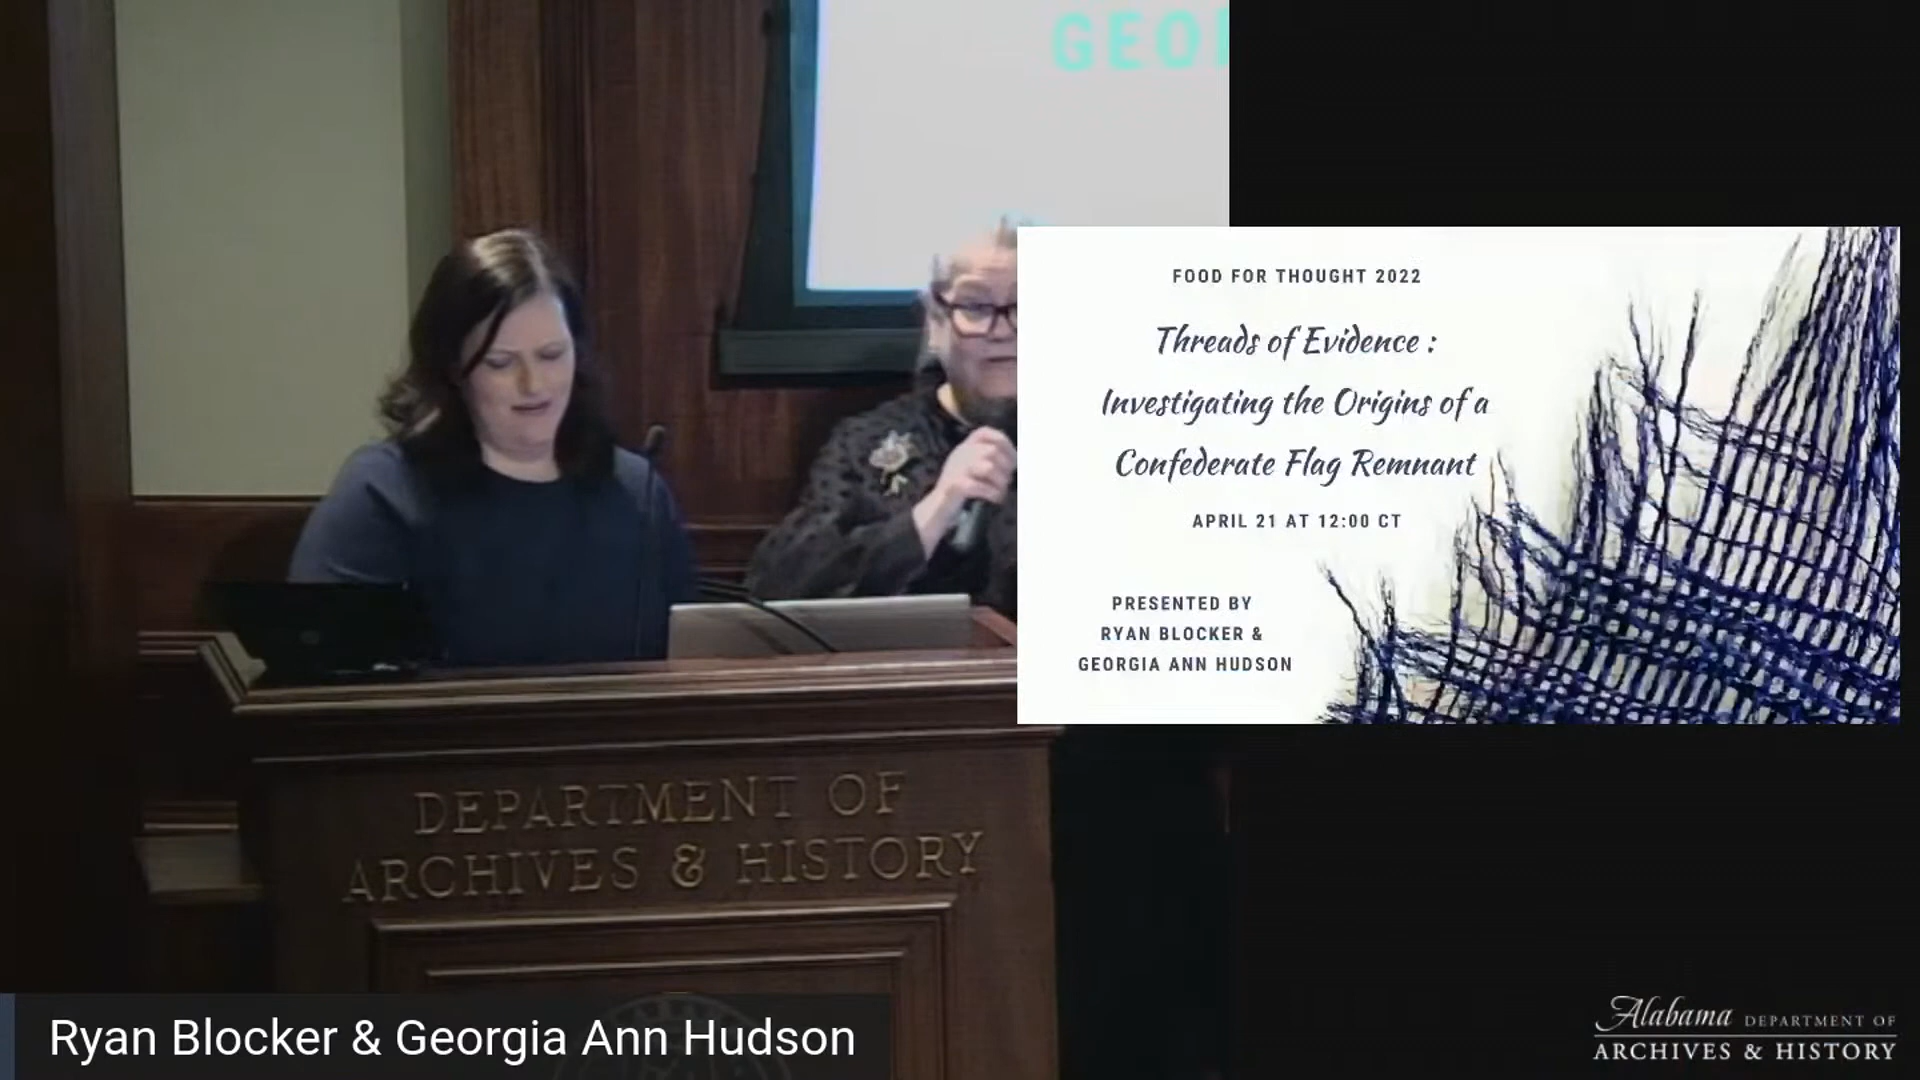 GEO
FOOD FOR THOUGHT 2022
Threads of Evidence :
Investigating the Origins of a
Confederate Flag Remnant
APRIL 21 AT 12:00 CT
PRESENTED BY
RYAN BLOCKER &
GEORGIA ANN HUDSON
DEPARTMENT OF
ARCHIVES & HISTORY
Ryan Blocker & Georgia Ann Hudson
Alabama DEPARTMENT OF
ARCHIVES & HISTORY